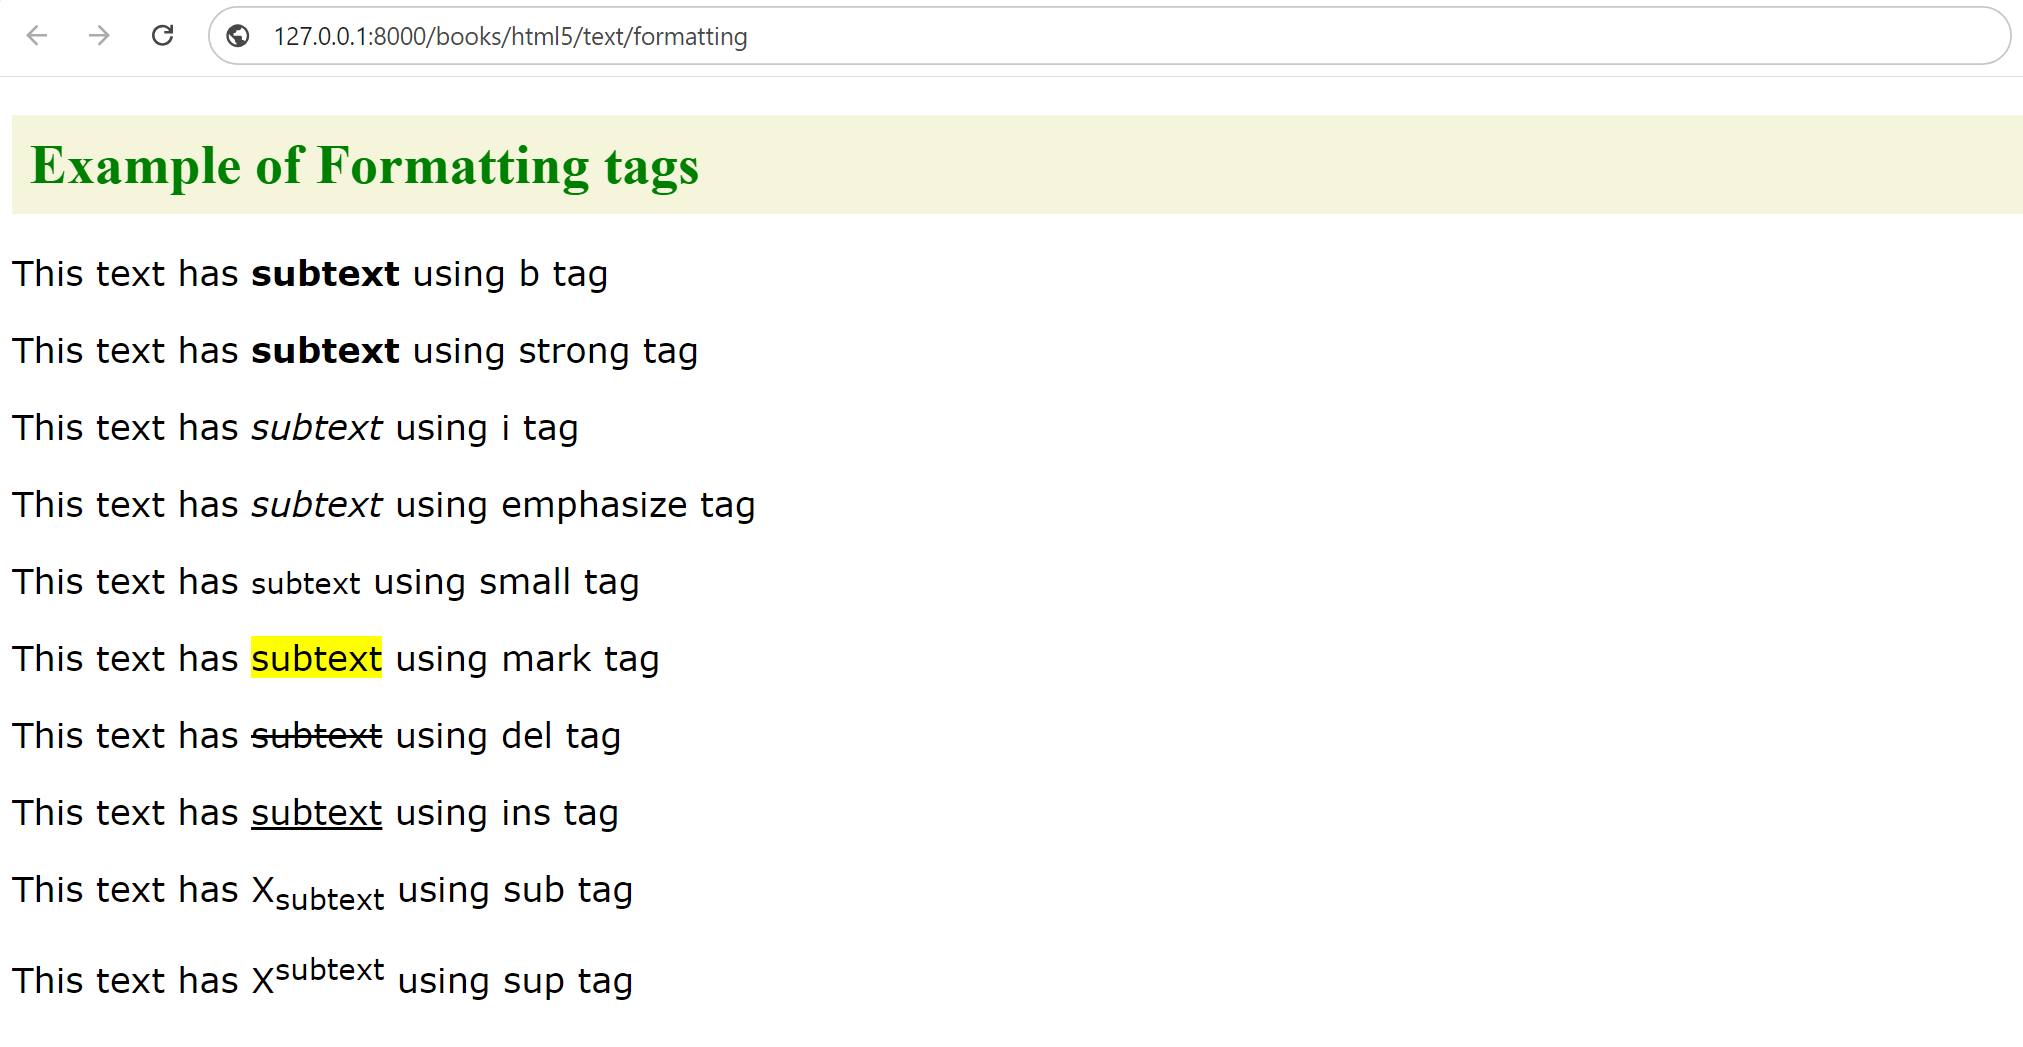 127.0.0.1:8000/books/html5/text/formatting
Example of Formatting tags
This text has subtext using b tag
This text has subtext using strong tag
This text has subtext using i tag
This text has subtext using emphasize tag
This text has subtext using small tag
This text has subtext using mark tag
This text has subtext using del tag
This text has subtext using ins tag
This text has Xsubtext using sub tag
This text has Xsubtext using sup tag